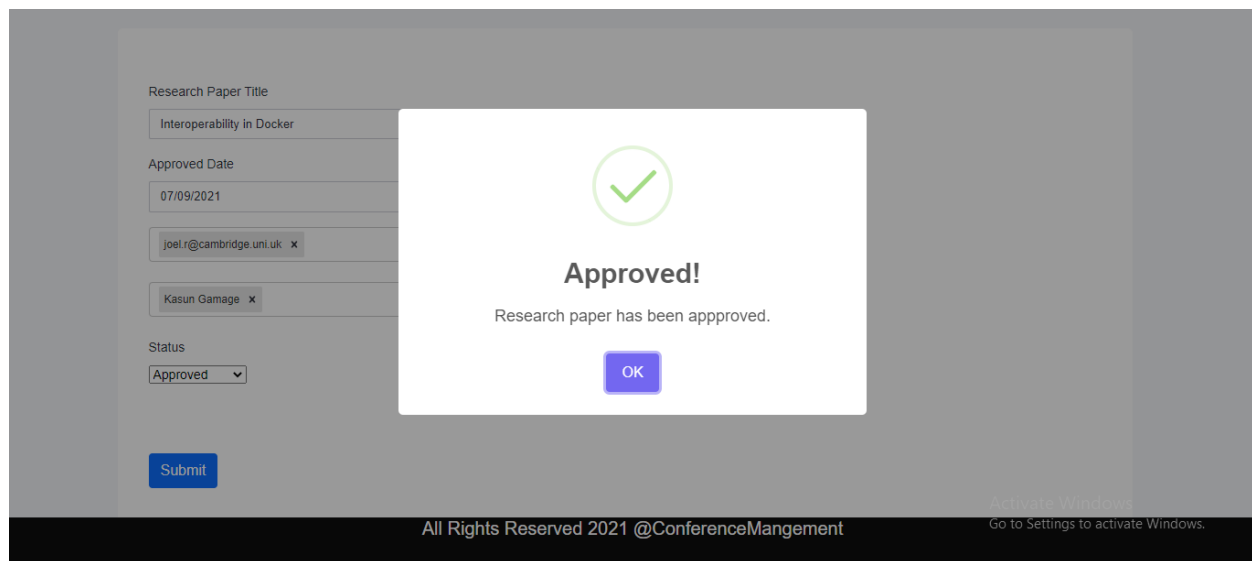 Research Paper Title
Interoperability in Docker
Approved Date
07/09/2021
joel.r@cambridge.uni.uk x
Kasun Gamage x
Status
Approved
Submit
Approved!
Research paper has been appproved.
OK
Activate Windows
Go to Settings to activate Windows.
All Rights Reserved 2021 @ConferenceMangement